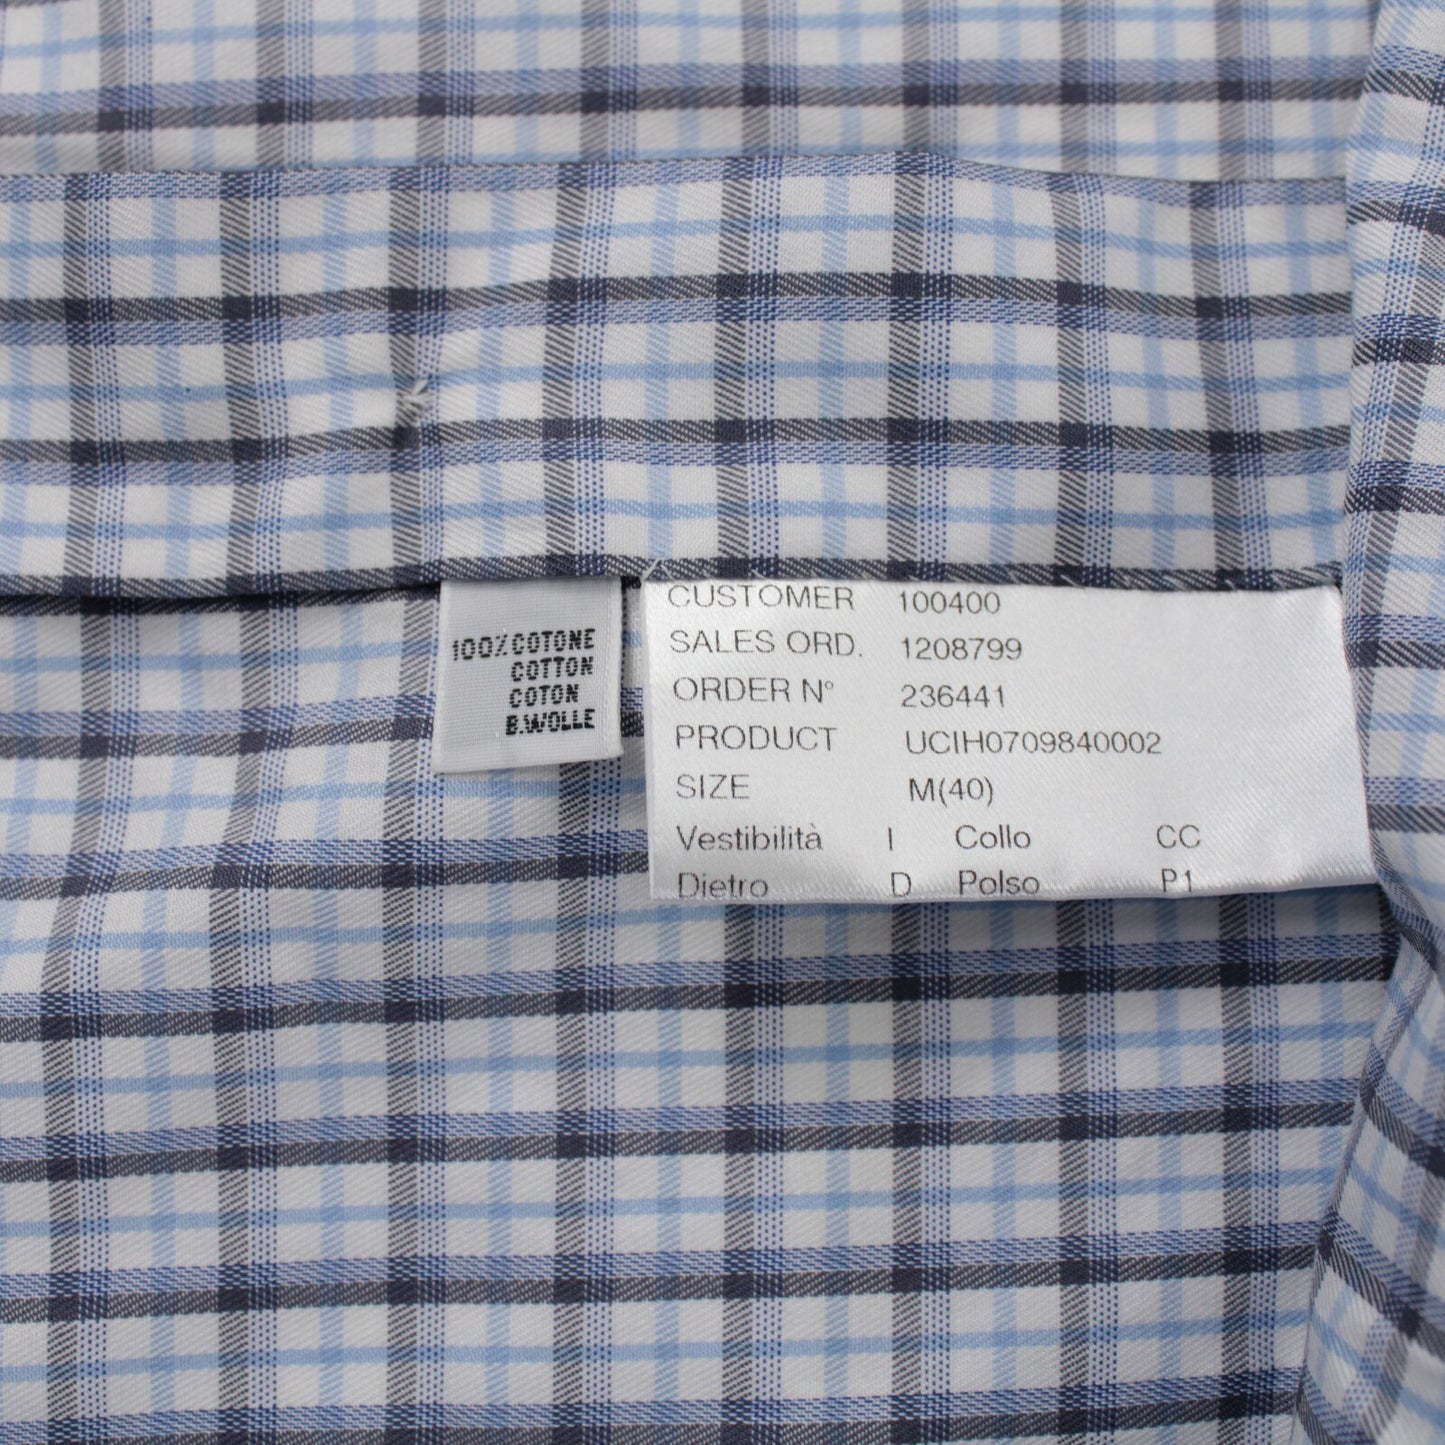 100% COTONE
COTTON
COTON
B.WOLLE
CUSTOMER 100400
SALES ORD. 1208799
ORDER N° 236441
PRODUCT UCIH0709840002
SIZE M(40)
Vestibilità I Collo CC
Dietro D Polso P1